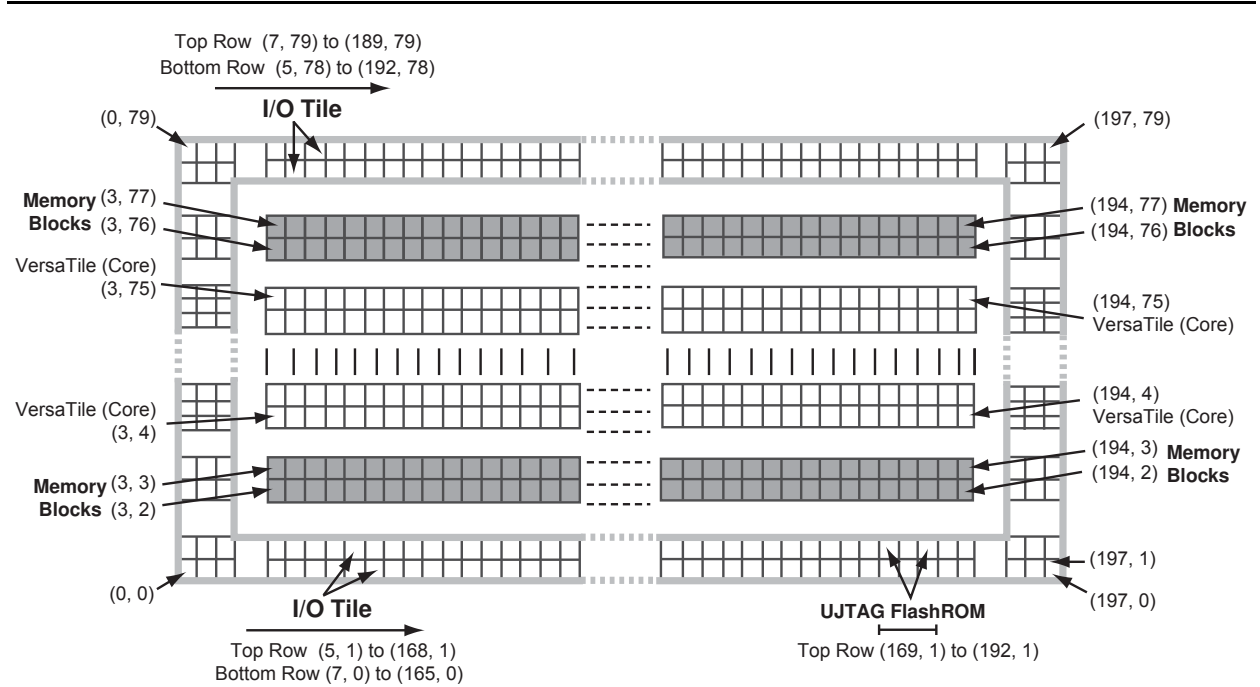 Top Row (7, 79) to (189, 79)
Bottom Row (5, 78) to (192, 78)
I/O Tile
(0, 79)
(197, 79)
Memory (3, 77)
Blocks (3, 76)
(194, 77) Memory
(194, 76) Blocks
VersaTile (Core)
(3, 75)
(194, 75)
VersaTile (Core)
VersaTile (Core)
(3, 4)
(194, 4)
VersaTile (Core)
Memory (3, 3)
Blocks (3, 2)
(194, 3) Memory
(194, 2) Blocks
(197, 1)
(0, 0)
(197, 0)
I/O Tile
Top Row (5, 1) to (168, 1)
Bottom Row (7, 0) to (165, 0)
UJTAG FlashROM
Top Row (169, 1) to (192, 1)